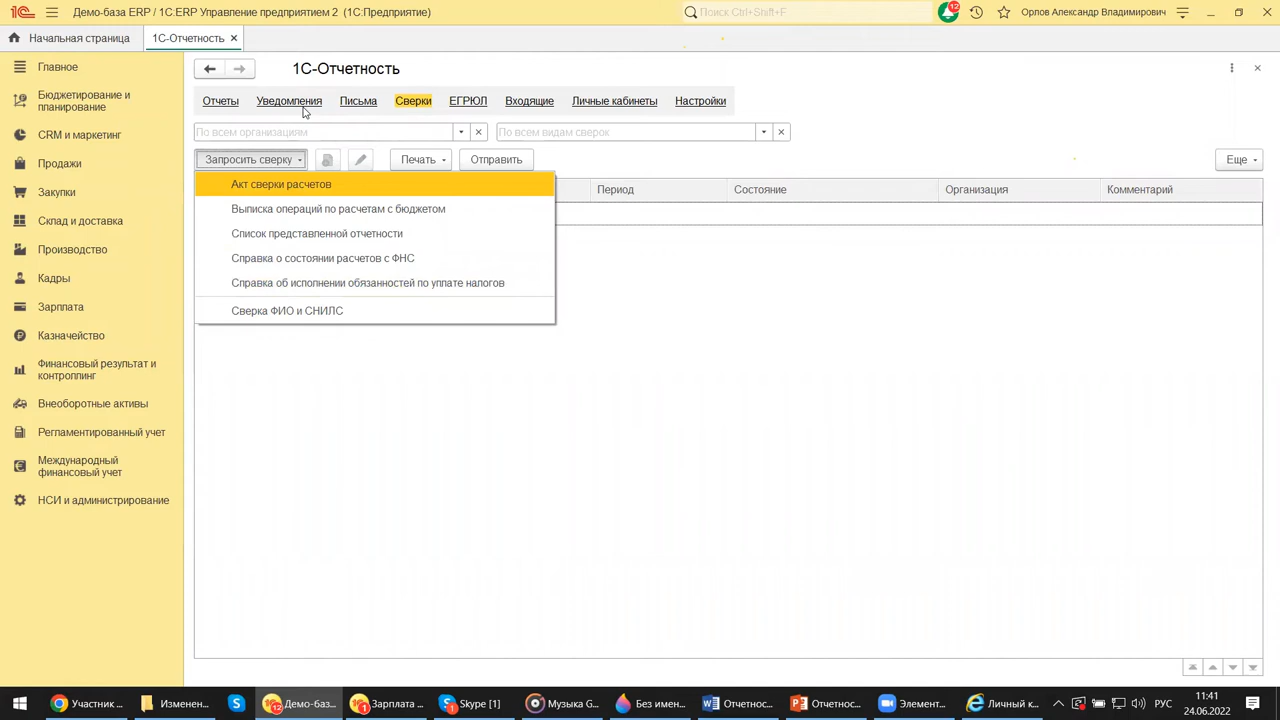 Демо-база ERP / 1С:ERP Управление предприятием 2 (1С:Предприятие)
Поиск Ctrl+Shift+F
12
Орлов Александр Владимирович
Начальная страница
1С-Отчетность
Главное
Бюджетирование и
планирование
CRM и маркетинг
Продажи
Закупки
Склад и доставка
Производство
Кадры
Зарплата
Казначейство
Финансовый результат и
контроллинг
Внеоборотные активы
Регламентированный учет
Международный
финансовый учет
НСИ и администрирование
1С-Отчетность
Отчеты Уведомления Письма Сверки ЕГРЮЛ Входящие Личные кабинеты Настройки
По всем организациям
По всем видам сверок
Запросить сверку
Печать
Отправить
Еще
Период Состояние Организация Комментарий
Акт сверки расчетов
Выписка операций по расчетам с бюджетом
Список представленной отчетности
Справка о состоянии расчетов с ФНС
Справка об исполнении обязанностей по уплате налогов
Сверка ФИО и СНИЛС
Участник ...
Изменен...
Демо-баз...
Зарплата ...
Skype [1]
Музыка G...
Без имен...
Отчетнос...
Отчетнос...
Элемент...
Личный к...
РУС
11:41
24.06.2022